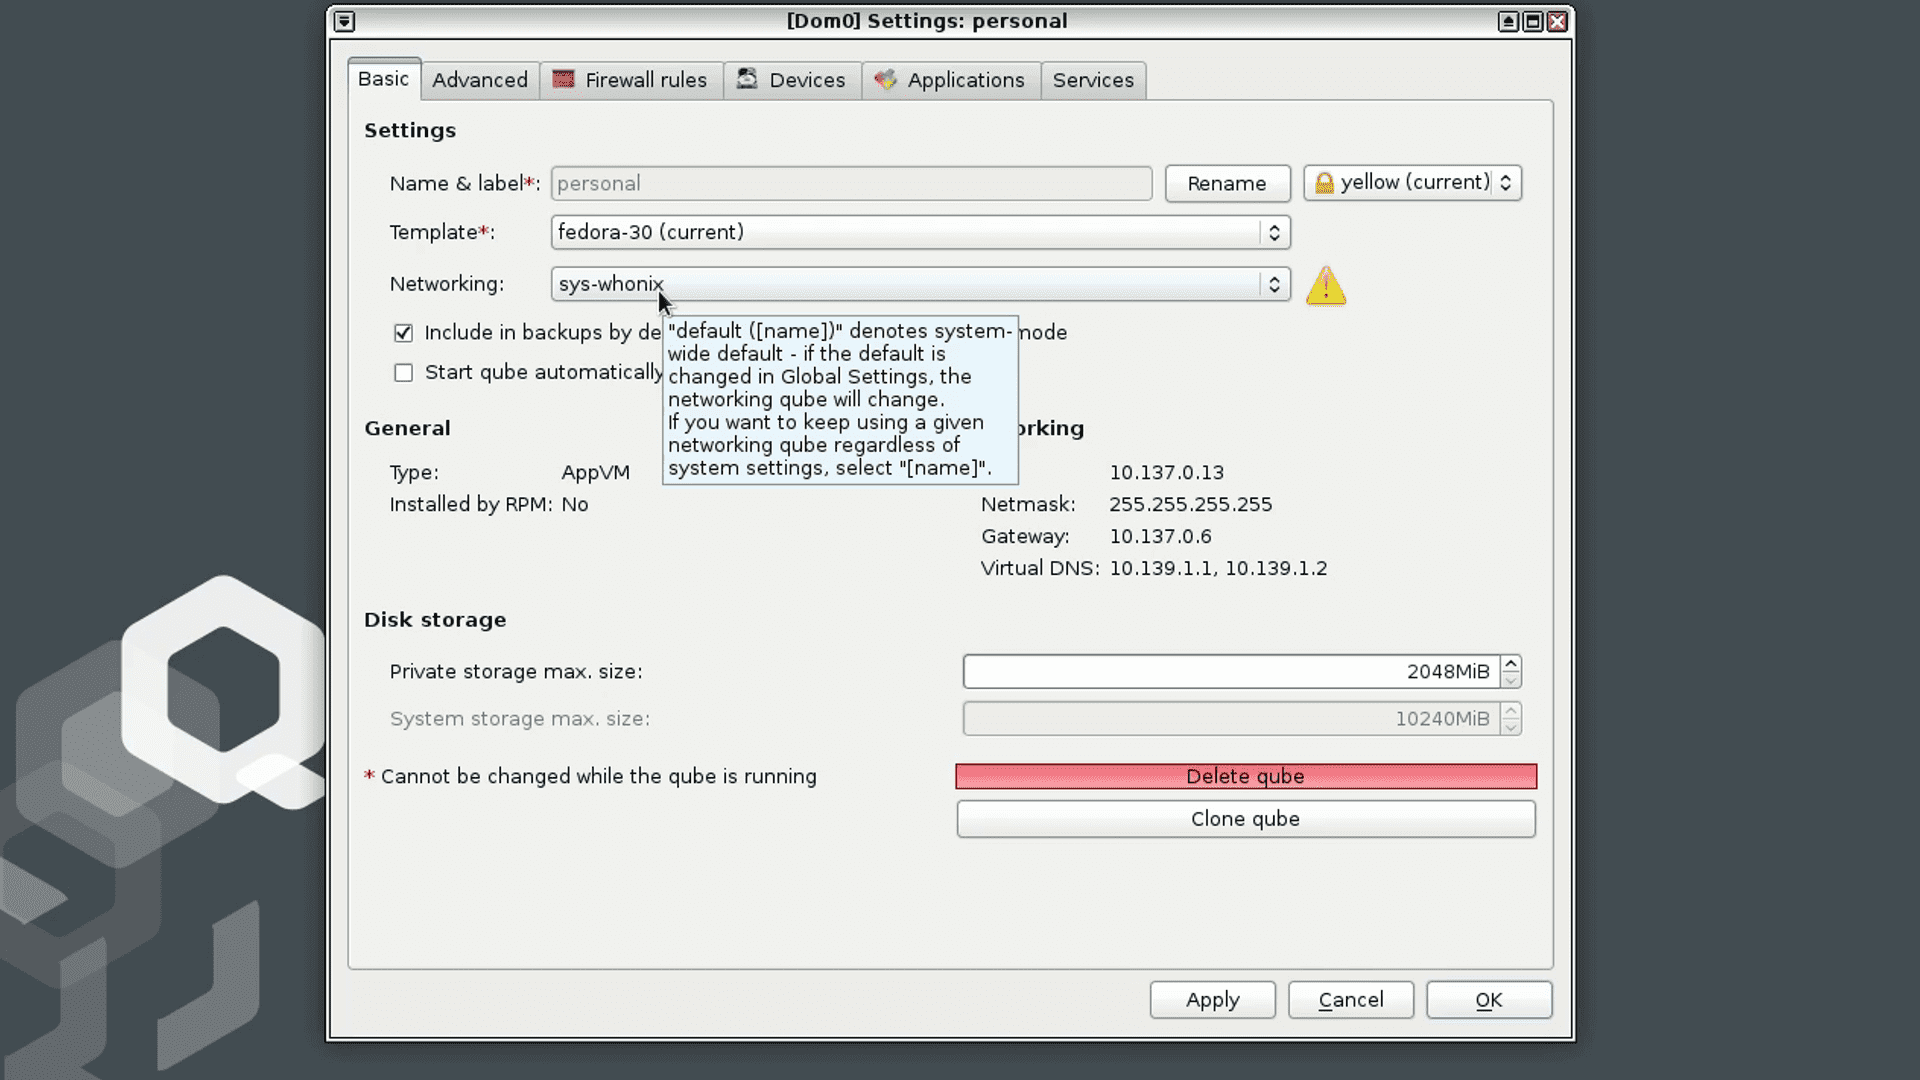 [Dom0] Settings: personal
Basic Advanced Firewall rules Devices Applications Services
Settings
Name & label*: personal Rename yellow (current)
Template*: fedora-30 (current)
Networking: sys-whonix
Include in backups by de mode
Start qube automatically
"default ([name])" denotes system-
wide default - if the default is
changed in Global Settings, the
networking qube will change.
If you want to keep using a given
networking qube regardless of
system settings, select "[name]".
General
Type: AppVM
Installed by RPM: No
orking
10.137.0.13
Netmask: 255.255.255.255
Gateway: 10.137.0.6
Virtual DNS: 10.139.1.1, 10.139.1.2
Disk storage
Private storage max. size: 2048MiB
System storage max. size: 10240MiB
* Cannot be changed while the qube is running
Delete qube
Clone qube
Apply Cancel OK